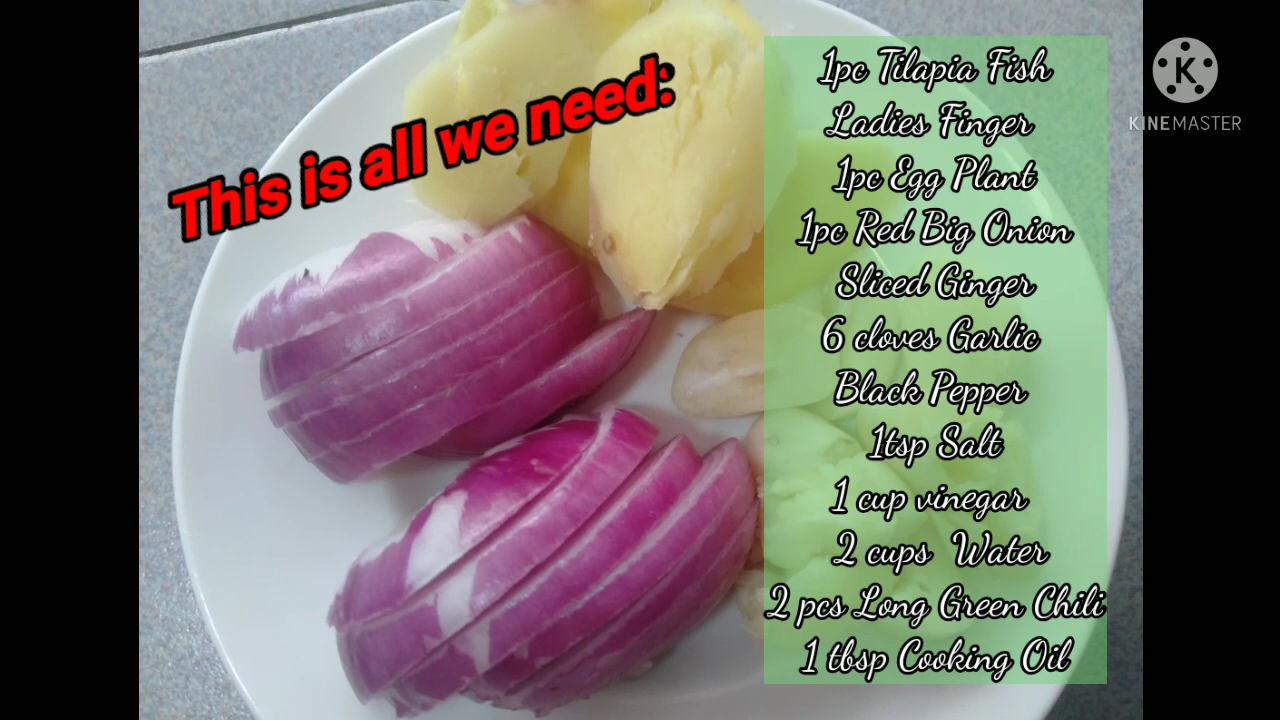 This is all we need:
1pc Tilapia Fish
Ladies Finger
1pc Egg Plant
1pc Red Big Onion
Sliced Ginger
6 cloves Garlic
Black Pepper
1tsp Salt
1 cup vinegar
2 cups Water
2 pcs Long Green Chili
1 tbsp Cooking Oil
K
KINEMASTER